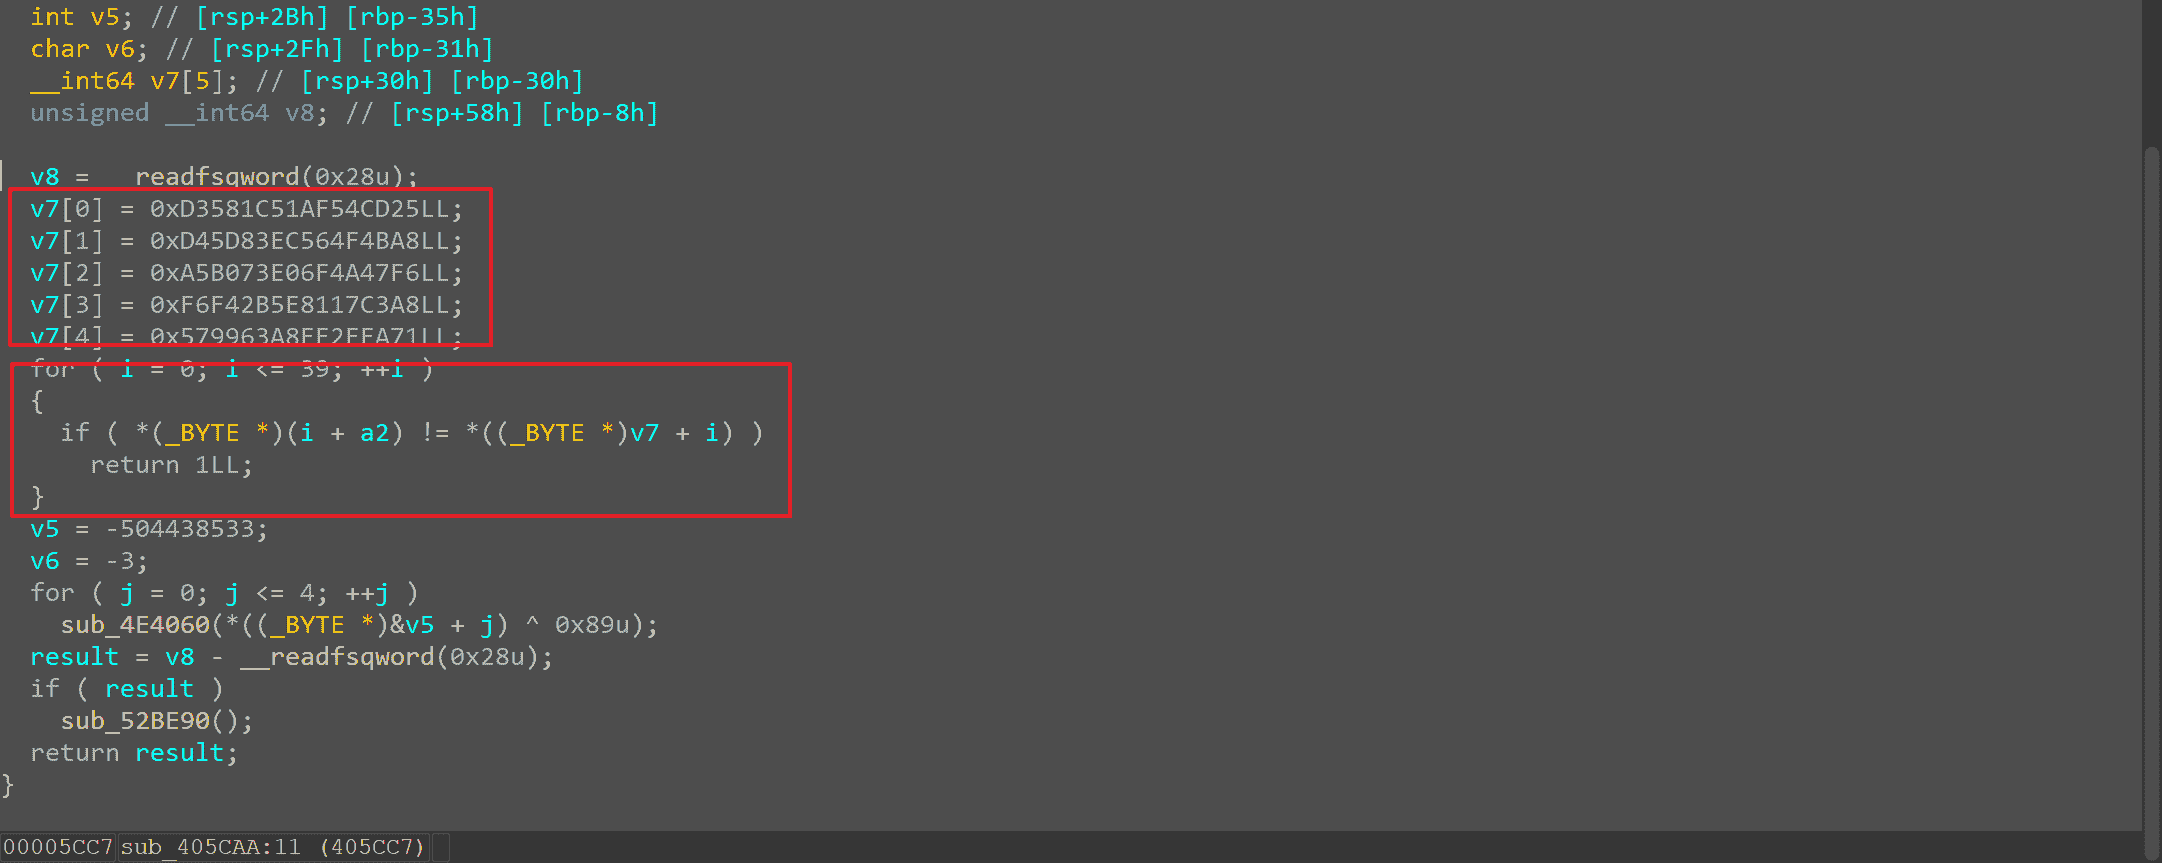 int v5; // [rsp+2Bh] [rbp-35h]
char v6; // [rsp+2Fh] [rbp-31h]
__int64 v7[5]; // [rsp+30h] [rbp-30h]
unsigned __int64 v8; // [rsp+58h] [rbp-8h]
v8 = readfsqword(0x28u);
v7[0] = 0xD3581C51AF54CD25LL;
v7[1] = 0xD45D83EC564F4BA8LL;
v7[2] = 0xA5B073E06F4A47F6LL;
v7[3] = 0xF6F42B5E8117C3A8LL;
v7[4] =
for ( i = 0; i <= 39; ++i )
{
if ( *(_BYTE *)(i + a2) != *((_BYTE *)v7 + i) )
return 1LL;
}
v5 = -504438533;
v6 = -3;
for ( j = 0; j <= 4; ++j )
sub_4E4060(*((_BYTE *)&v5 + j) ^ 0x89u);
result = v8 - __readfsqword(0x28u);
if ( result )
sub_52BE90();
return result;
}
00005CC7 sub_405CAA:11 (405CC7)